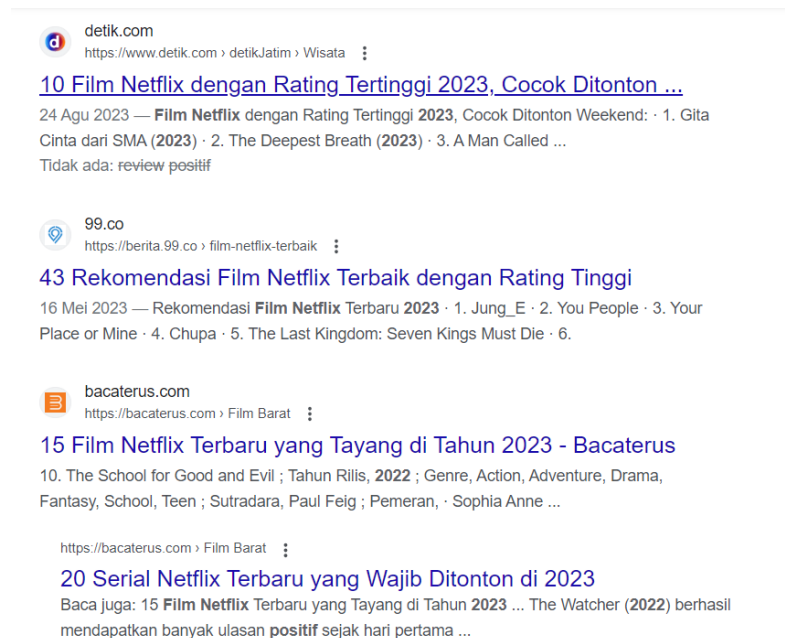 detik.com
https://www.detik.com › detikJatim › Wisata
10 Film Netflix dengan Rating Tertinggi 2023, Cocok Ditonton ...
24 Agu 2023 — Film Netflix dengan Rating Tertinggi 2023, Cocok Ditonton Weekend: · 1. Gita
Cinta dari SMA (2023) · 2. The Deepest Breath (2023) · 3. A Man Called ...
Tidak ada: review positif
99.co
https://berita.99.co › film-netflix-terbaik
43 Rekomendasi Film Netflix Terbaik dengan Rating Tinggi
16 Mei 2023 — Rekomendasi Film Netflix Terbaru 2023 · 1. Jung_E · 2. You People · 3. Your
Place or Mine · 4. Chupa · 5. The Last Kingdom: Seven Kings Must Die · 6.
bacaterus.com
https://bacaterus.com › Film Barat
15 Film Netflix Terbaru yang Tayang di Tahun 2023 - Bacaterus
10. The School for Good and Evil ; Tahun Rilis, 2022 ; Genre, Action, Adventure, Drama,
Fantasy, School, Teen ; Sutradara, Paul Feig ; Pemeran, · Sophia Anne ...
https://bacaterus.com › Film Barat
20 Serial Netflix Terbaru yang Wajib Ditonton di 2023
Baca juga: 15 Film Netflix Terbaru yang Tayang di Tahun 2023 ... The Watcher (2022) berhasil
mendapatkan banyak ulasan positif sejak hari pertama ...